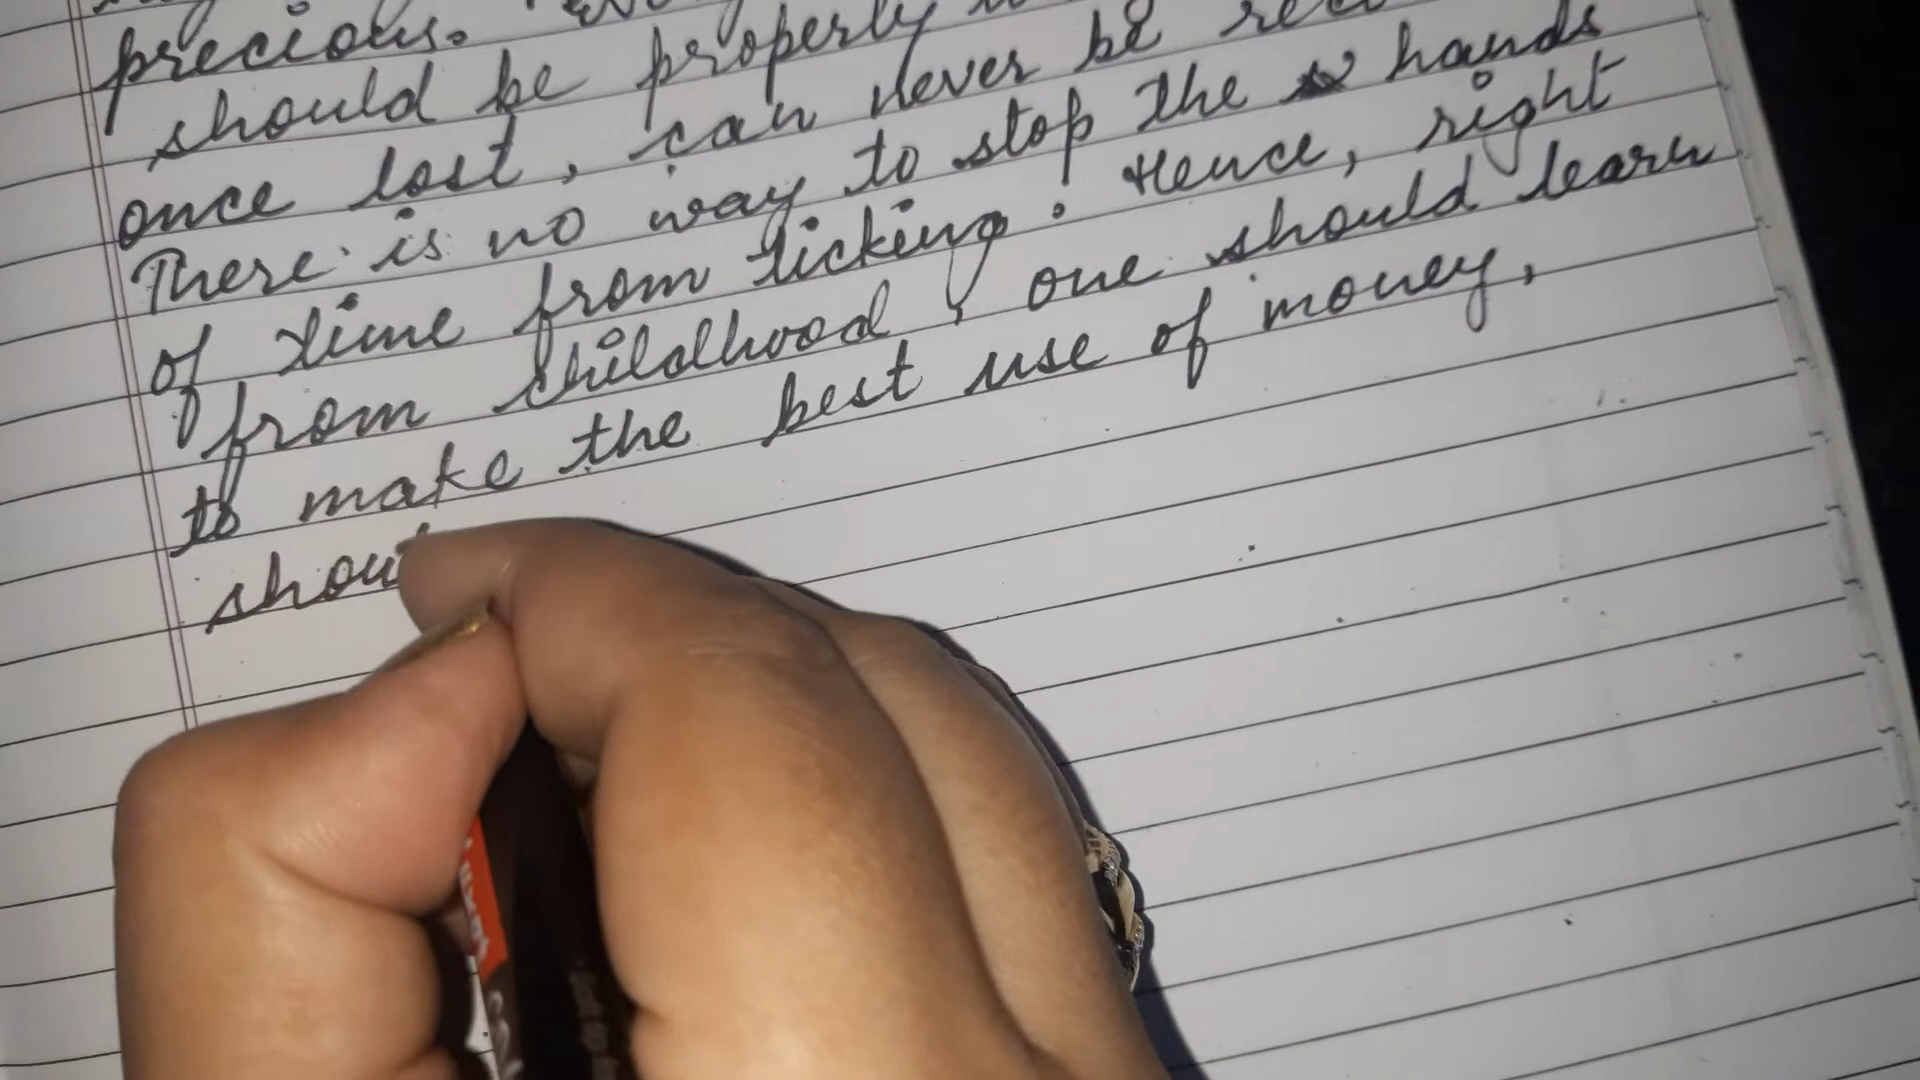 precious.
should be properly
once lost, can never be
There is no way to stop the hands
of time from ticking. Hence, right
from childhood, one should learn
to make the best use of money,
shou